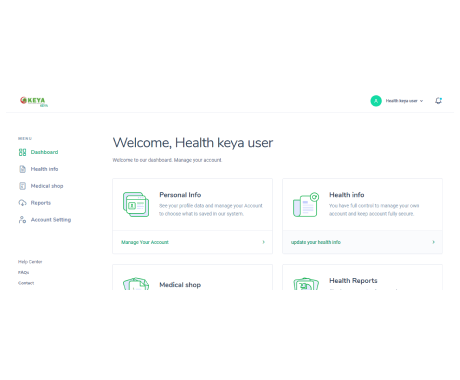 KEYA
Health keya user
MENU
Dashboard
Health info
Medical shop
Reports
Account Setting
Help Center
FAQs
Contact
Welcome, Health keya user
Welcome to our dashboard. Manage your account.
Personal Info
See your profile data and manage your Account
to choose what is saved in our system.
Manage Your Account
Health info
You have full control to manage your own
account and keep account fully secure.
update your health info
Medical shop
Health Reports